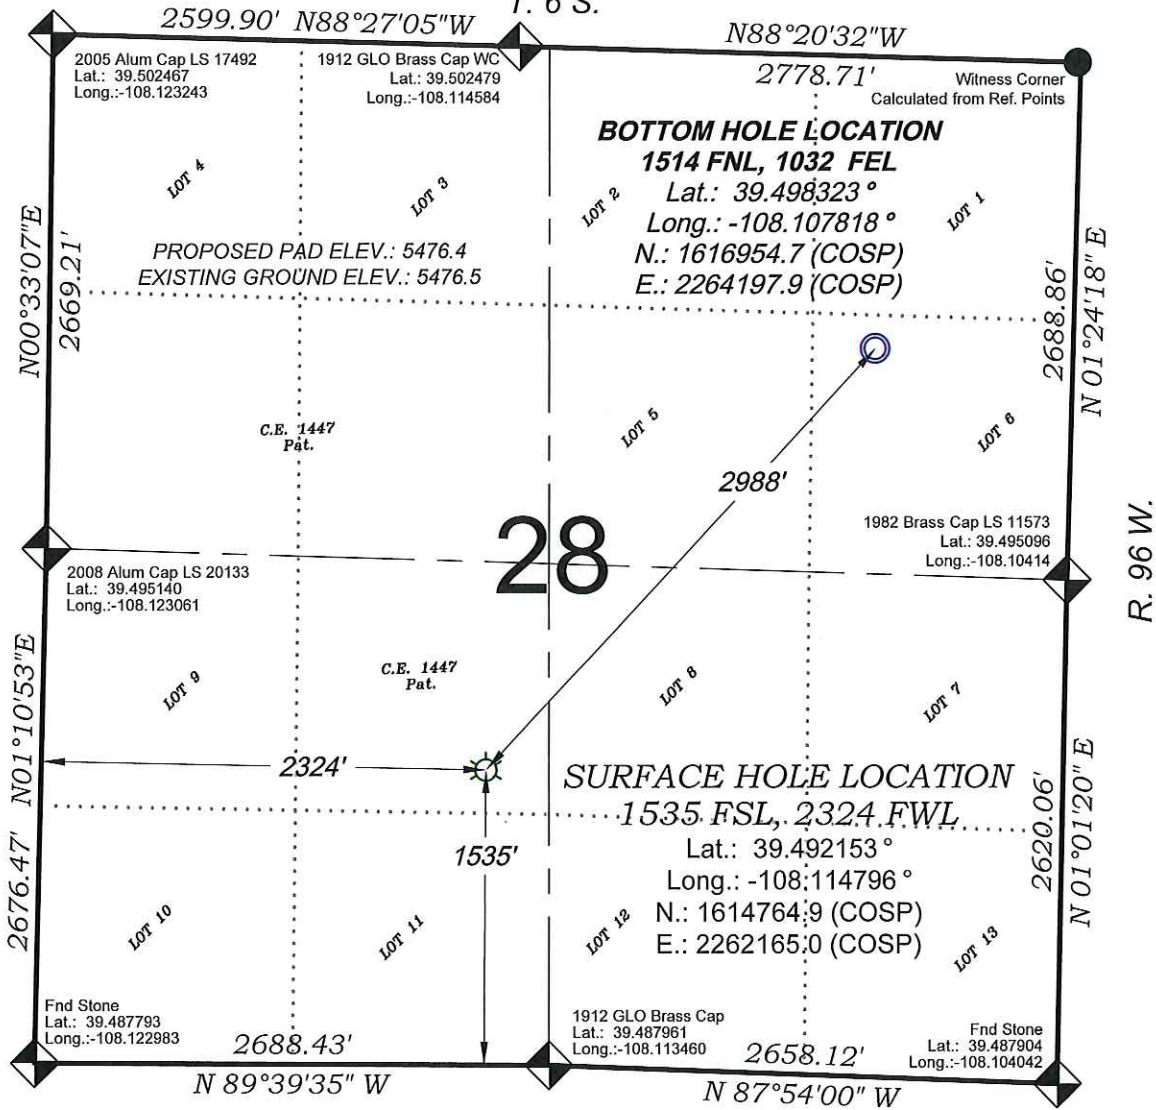 T. 6 S.
2599.90' N88°27'05"W
N88°20'32"W
2778.71'
2005 Alum Cap LS 17492
Lat.: 39.502467
Long.:-108.123243
1912 GLO Brass Cap WC
Lat.: 39.502479
Long.:-108.114584
Witness Corner
Calculated from Ref. Points
BOTTOM HOLE LOCATION
1514 FNL, 1032 FEL
Lat.: 39.498323°
Long.: -108.107818°
N.: 1616954.7 (COSP)
E.: 2264197.9 (COSP)
LOT 4
LOT 3
LOT 2
LOT 1
PROPOSED PAD ELEV.: 5476.4
EXISTING GROUND ELEV.: 5476.5
N00°33'07"E
2669.21'
2688.86'
N 01°24'18" E
C.E. 1447
Pat.
LOT 5
LOT 6
2988'
28
1982 Brass Cap LS 11573
Lat.: 39.495096
Long.:-108.10414
R. 96 W.
2008 Alum Cap LS 20133
Lat.: 39.495140
Long.:-108.123061
C.E. 1447
Pat.
LOT 9
LOT 8
LOT 7
2676.47' N01°10'53"E
2324'
1535'
SURFACE HOLE LOCATION
1535 FSL, 2324 FWL
Lat.: 39.492153°
Long.: -108.114796°
N.: 1614764.9 (COSP)
E.: 2262165.0 (COSP)
2620.06'
N 01°01'20" E
LOT 10
LOT 11
LOT 12
LOT 13
Fnd Stone
Lat.: 39.487793
Long.:-108.122983
1912 GLO Brass Cap
Lat.: 39.487961
Long.:-108.113460
Fnd Stone
Lat.: 39.487904
Long.:-108.104042
2688.43'
N 89°39'35" W
2658.12'
N 87°54'00" W